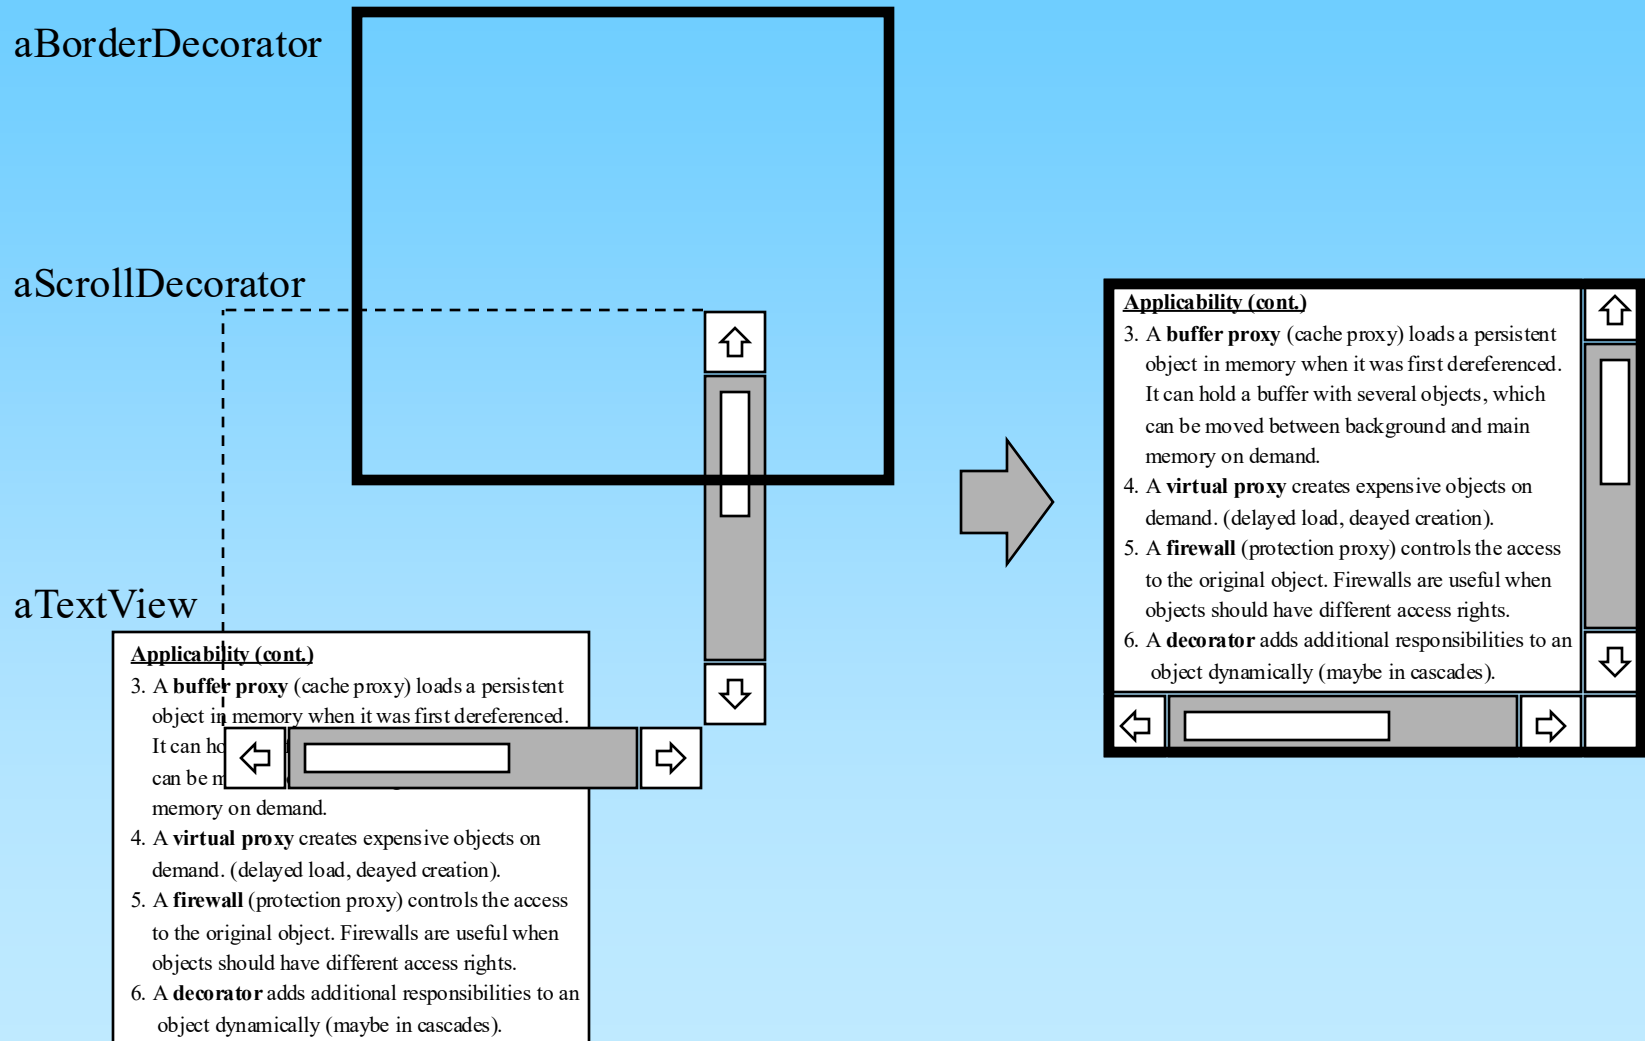 aBorderDecorator
aScrollDecorator
aTextView
Applicability (cont.)
3. A buffer proxy (cache proxy) loads a persistent
object in memory when it was first dereferenced.
It can ho
can be m
memory on demand.
4. A virtual proxy creates expensive objects on
demand. (delayed load, deayed creation).
5. A firewall (protection proxy) controls the access
to the original object. Firewalls are useful when
objects should have different access rights.
6. A decorator adds additional responsibilities to an
object dynamically (maybe in cascades).
Applicability (cont.)
3. A buffer proxy (cache proxy) loads a persistent
object in memory when it was first dereferenced.
It can hold a buffer with several objects, which
can be moved between background and main
memory on demand.
4. A virtual proxy creates expensive objects on
demand. (delayed load, deayed creation).
5. A firewall (protection proxy) controls the access
to the original object. Firewalls are useful when
objects should have different access rights.
6. A decorator adds additional responsibilities to an
object dynamically (maybe in cascades).